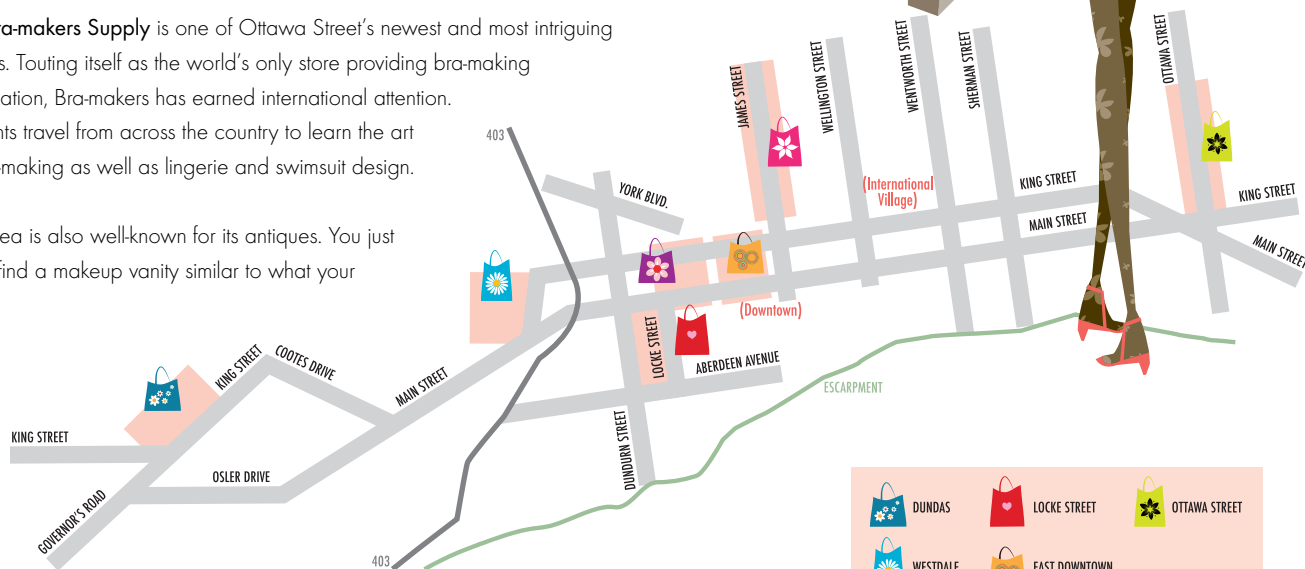 ra-makers Supply is one of Ottawa Street's newest and most intriguing
s. Touting itself as the world's only store providing bra-making
ation, Bra-makers has earned international attention.
nts travel from across the country to learn the art
-making as well as lingerie and swimsuit design.
ea is also well-known for its antiques. You just
find a makeup vanity similar to what your
403
YORK BLVD.
JAMES STREET
WELLINGTON STREET
WENTWORTH STREET
SHERMAN STREET
OTTAWA STREET
(International
Village)
KING STREET
MAIN STREET
KING STREET
MAIN STREET
(Downtown)
LOCKE STREET
ABERDEEN AVENUE
ESCARPMENT
KING STREET
COOTES DRIVE
MAIN STREET
KING STREET
OSLER DRIVE
GOVERNOR'S ROAD
DUNDURN STREET
403
DUNDAS
LOCKE STREET
OTTAWA STREET
WESTDALE
EAST DOWNTOWN